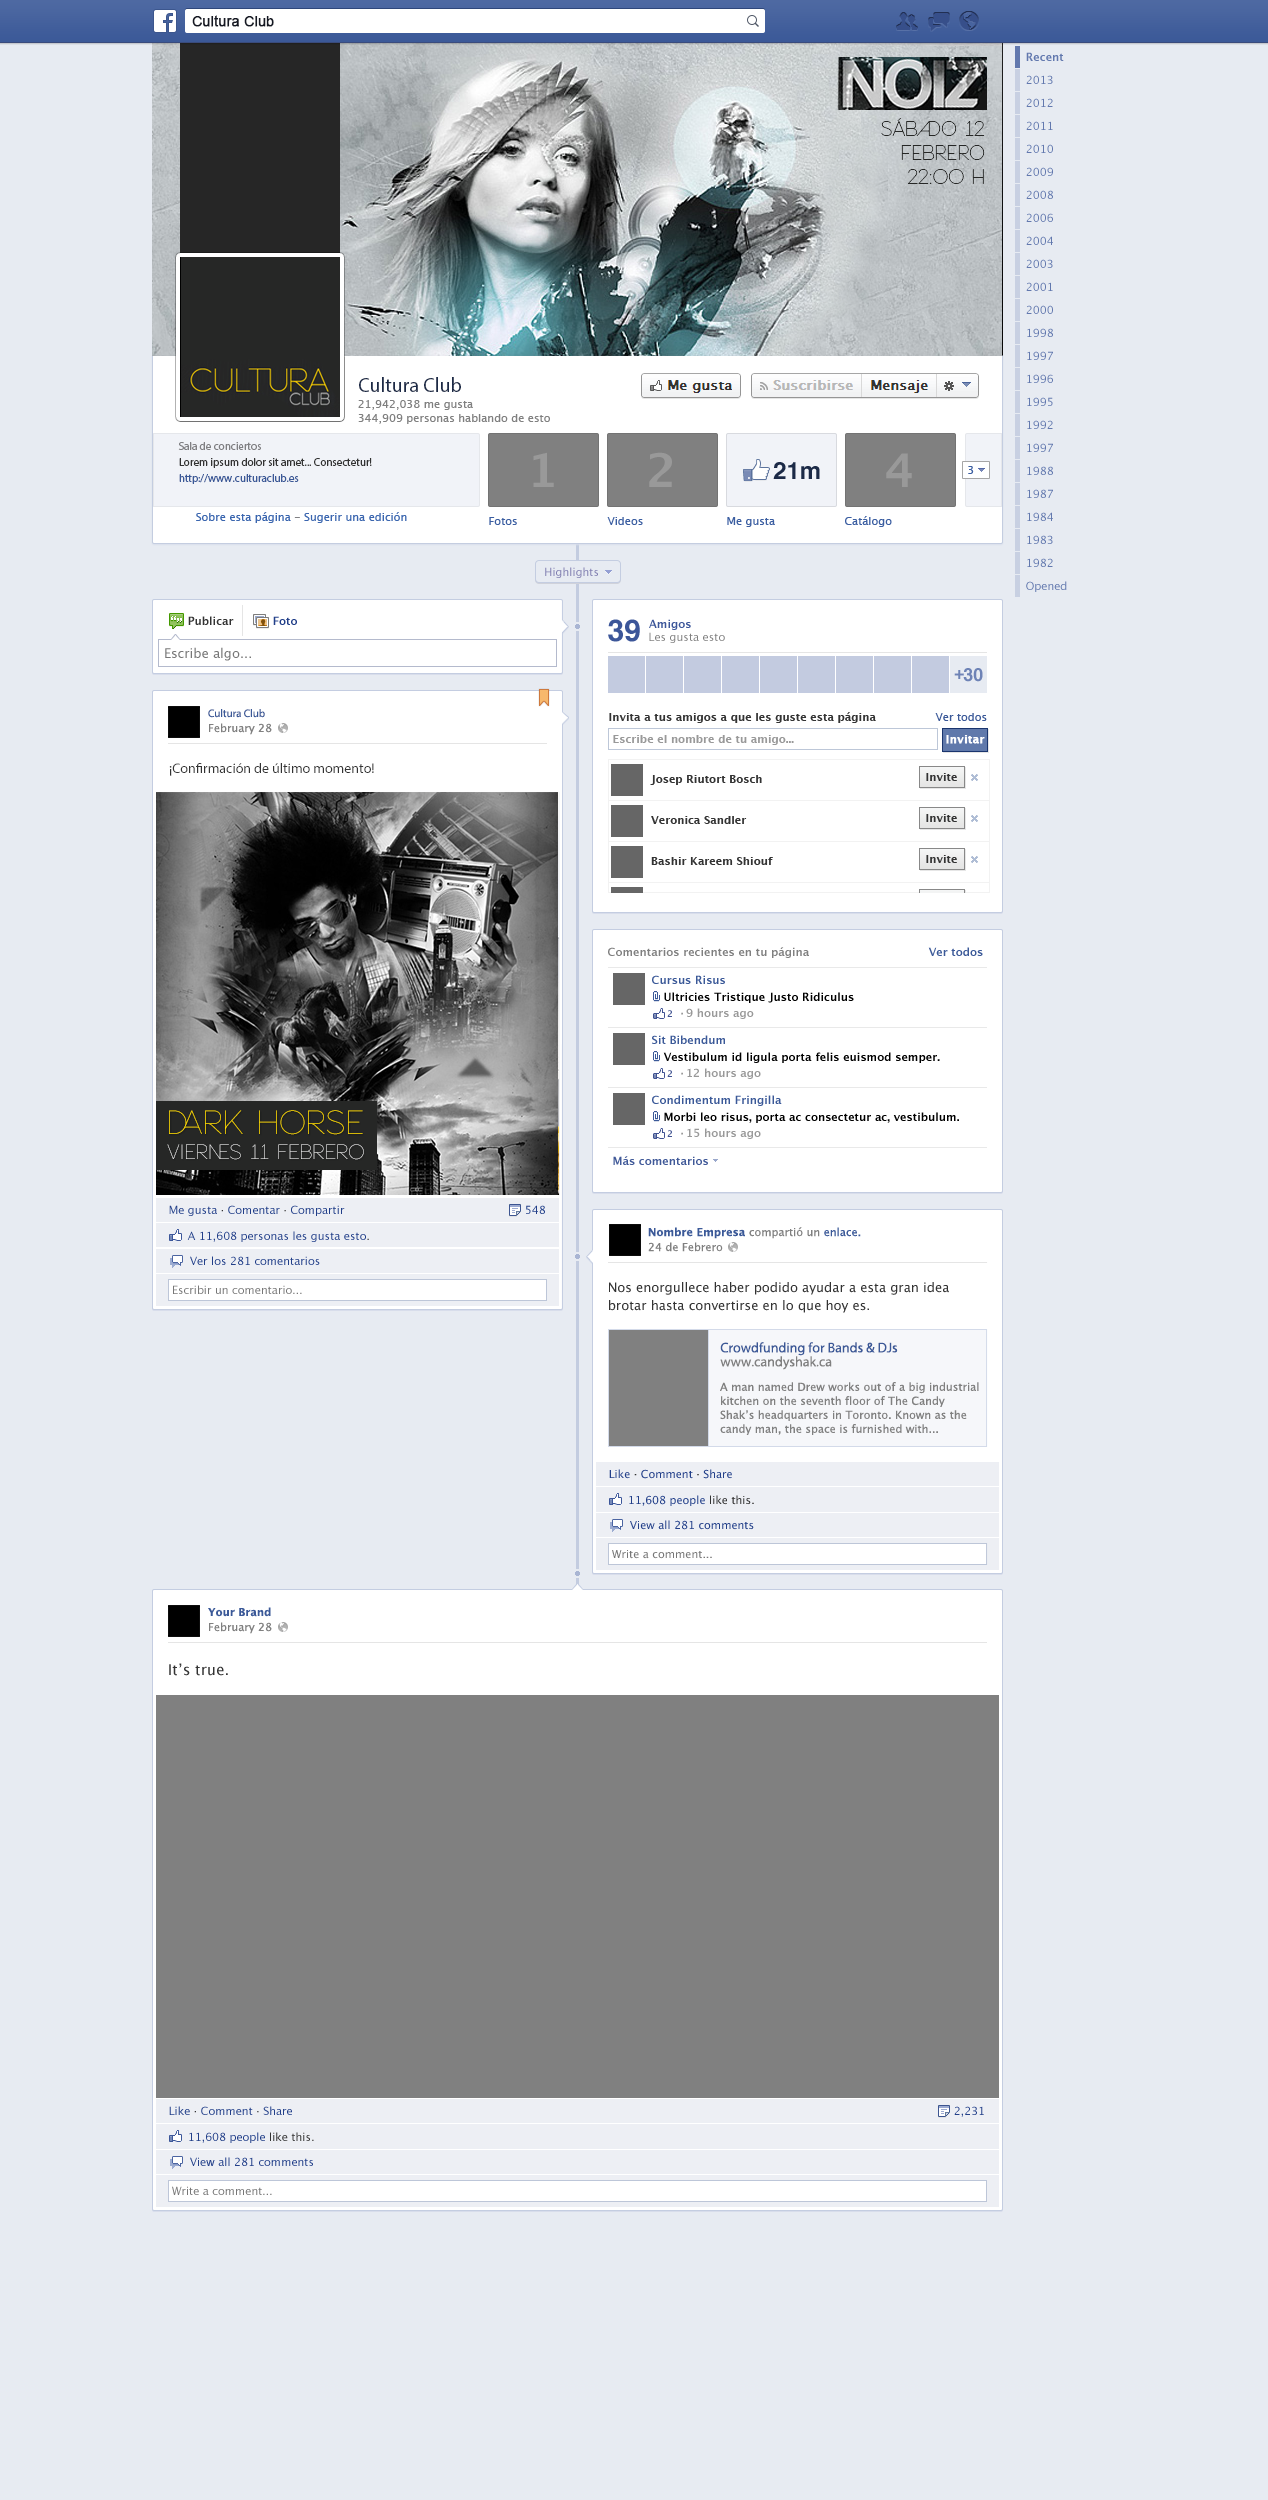 Cultura Club
NOIZ
SÁBADO 12
FEBRERO
22:00 H
CULTURA
CLUB
Cultura Club
21,942,038 me gusta
344,909 personas hablando de esto
Me gusta
Suscribirse
Mensaje
Sala de conciertos
Lorem ipsum dolor sit amet... Consectetur!
http://www.culturaclub.es
Sobre esta página – Sugerir una edición
1
Fotos
2
Videos
21m
Me gusta
4
Catálogo
3
Recent
2013
2012
2011
2010
2009
2008
2006
2004
2003
2001
2000
1998
1997
1996
1995
1992
1997
1988
1987
1984
1983
1982
Opened
Highlights
Publicar
Foto
Escribe algo...
Cultura Club
February 28
¡Confirmación de último momento!
DARK HORSE
VIERNES 11 FEBRERO
Me gusta · Comentar · Compartir
548
A 11,608 personas les gusta esto.
Ver los 281 comentarios
Escribir un comentario...
39
Amigos
Les gusta esto
+30
Invita a tus amigos a que les guste esta página
Ver todos
Escribe el nombre de tu amigo...
Invitar
Josep Riutort Bosch
Invite
Veronica Sandler
Invite
Bashir Kareem Shiouf
Invite
Comentarios recientes en tu página
Ver todos
Cursus Risus
Ultricies Tristique Justo Ridiculus
2 · 9 hours ago
Sit Bibendum
Vestibulum id ligula porta felis euismod semper.
2 · 12 hours ago
Condimentum Fringilla
Morbi leo risus, porta ac consectetur ac, vestibulum.
2 · 15 hours ago
Más comentarios
Nombre Empresa compartió un enlace.
24 de Febrero
Nos enorgullece haber podido ayudar a esta gran idea
brotar hasta convertirse en lo que hoy es.
Crowdfunding for Bands & DJs
www.candyshak.ca
A man named Drew works out of a big industrial
kitchen on the seventh floor of The Candy
Shak's headquarters in Toronto. Known as the
candy man, the space is furnished with...
Like · Comment · Share
11,608 people like this.
View all 281 comments
Write a comment...
Your Brand
February 28
It's true.
Like · Comment · Share
2,231
11,608 people like this.
View all 281 comments
Write a comment...